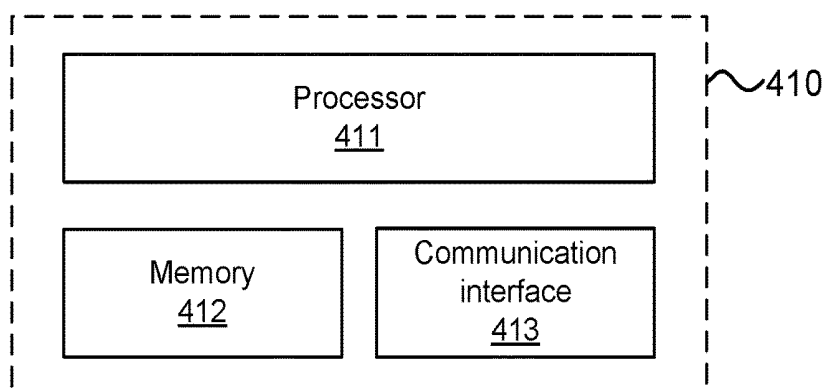 Processor
411
410
Memory
412
Communication
interface
413